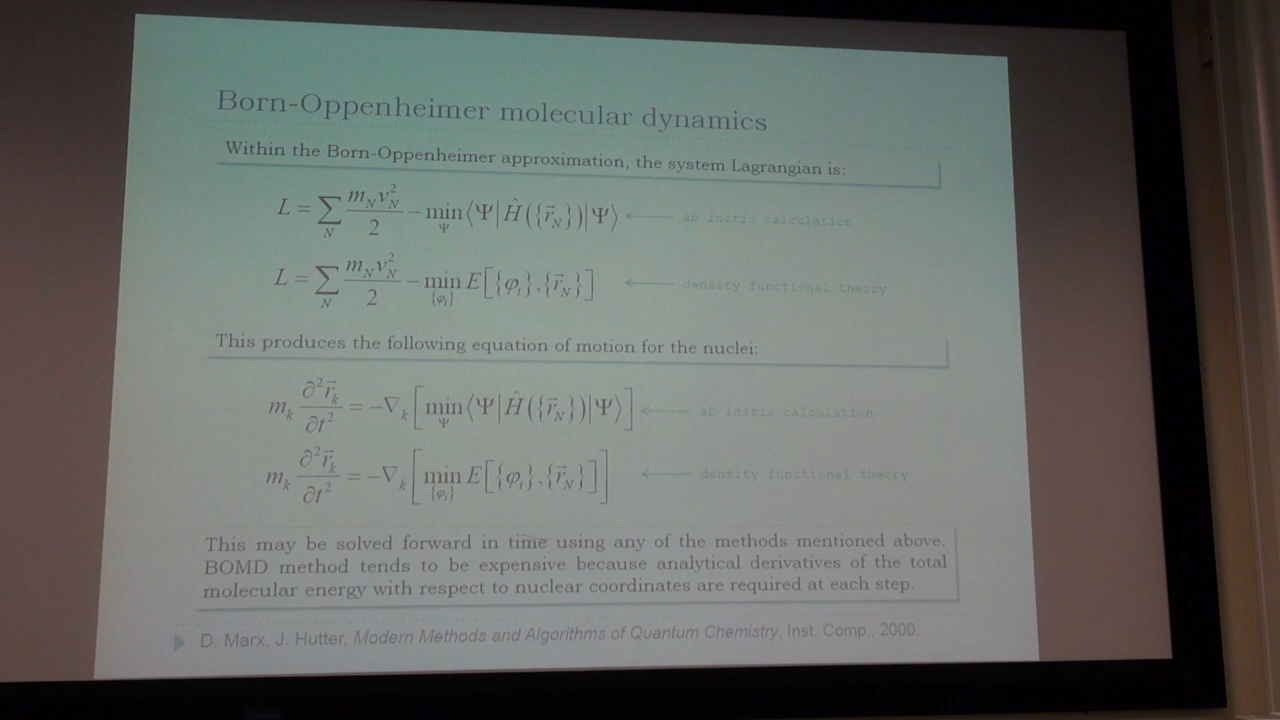 Born-Oppenheimer molecular dynamics
Within the Born-Oppenheimer approximation, the system Lagrangian is:
L = ∑_N m_N v_N^2 / 2 − min_Ψ ⟨Ψ|Ĥ({r⃗_N})|Ψ⟩ ← ab initio calculation
L = ∑_N m_N v_N^2 / 2 − min_{φ_i} E[{φ_i},{r⃗_N}] ← density functional theory
This produces the following equation of motion for the nuclei:
m_k ∂²r⃗_k / ∂t² = −∇_k [min_Ψ ⟨Ψ|Ĥ({r⃗_N})|Ψ⟩] ← ab initio calculation
m_k ∂²r⃗_k / ∂t² = −∇_k [min_{φ_i} E[{φ_i},{r⃗_N}]] ← density functional theory
This may be solved forward in time using any of the methods mentioned above.
BOMD method tends to be expensive because analytical derivatives of the total
molecular energy with respect to nuclear coordinates are required at each step.
D. Marx, J. Hutter, Modern Methods and Algorithms of Quantum Chemistry, Inst. Comp., 2000.